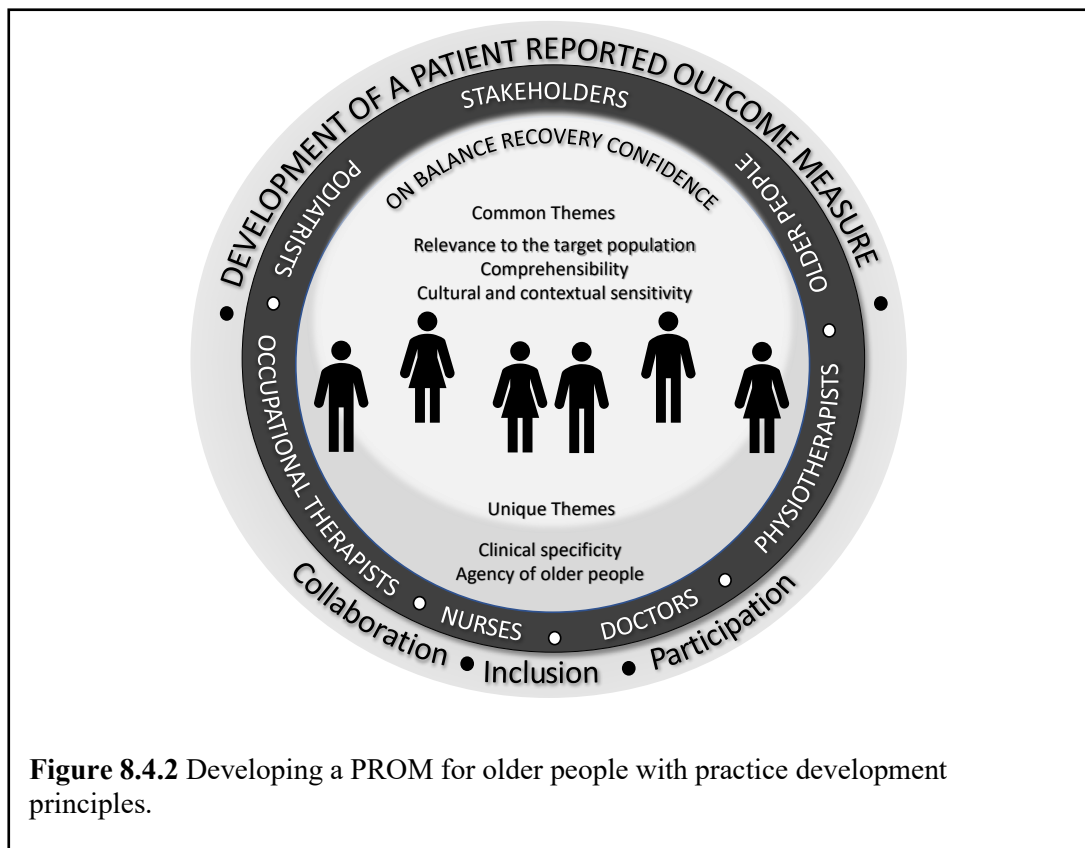 DEVELOPMENT OF A PATIENT REPORTED OUTCOME MEASURE
STAKEHOLDERS
PODIATRISTS
OLDER PEOPLE
ON BALANCE RECOVERY CONFIDENCE
Common Themes
Relevance to the target population
Comprehensibility
Cultural and contextual sensitivity
OCCUPATIONAL THERAPISTS
PHYSIOTHERAPISTS
Unique Themes
Clinical specificity
Agency of older people
NURSES
DOCTORS
Collaboration
Inclusion
Participation
Figure 8.4.2 Developing a PROM for older people with practice development
principles.